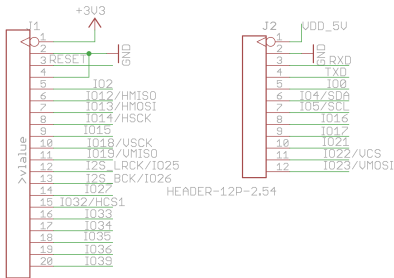 +3V3
J1
1
2
GND
3 RESET
4
5 IO2
6 IO12/HMISO
7 IO13/HMOSI
8 IO14/HSCK
9 IO15
10 IO18/VSCK
11 IO19/VMISO
12 I2S_LRCK/IO25
13 I2S_BCK/IO26
14 IO27
15 IO32/HCS1
16 IO33
17 IO34
18 IO35
19 IO36
20 IO39
>v1alue
J2
VDD_5V
1
2
GND
3 RXD
4 TXD
5 IO0
6 IO4/SDA
7 IO5/SCL
8 IO16
9 IO17
10 IO21
11 IO22/VCS
12 IO23/VMOSI
HEADER-12P-2.54